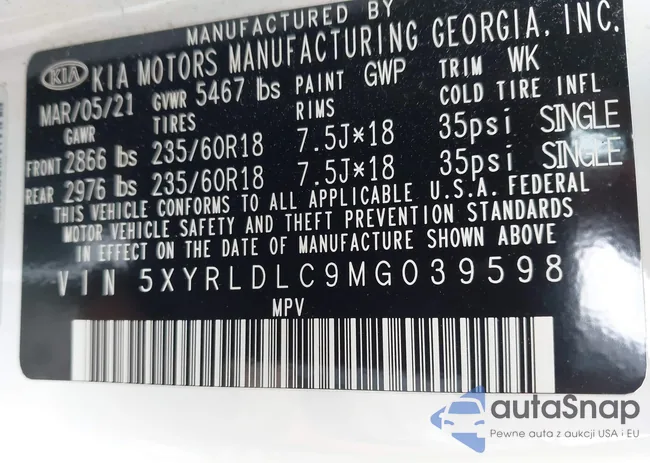 MANUFACTURED BY
KIA KIA MOTORS MANUFACTURING GEORGIA, INC.
MAR/05/21 GVWR 5467 lbs PAINT GWP TRIM WK
GAWR TIRES RIMS COLD TIRE INFL
FRONT 2866 lbs 235/60R18 7.5J*18 35psi SINGLE
REAR 2976 lbs 235/60R18 7.5J*18 35psi SINGLE
THIS VEHICLE CONFORMS TO ALL APPLICABLE U.S.A. FEDERAL
MOTOR VEHICLE SAFETY AND THEFT PREVENTION STANDARDS
IN EFFECT ON THE DATE OF MANUFACTURE SHOWN ABOVE
VIN 5XYRLDLC9MG039598
MPV
autaSnap
Pewne auta z aukcji USA i EU